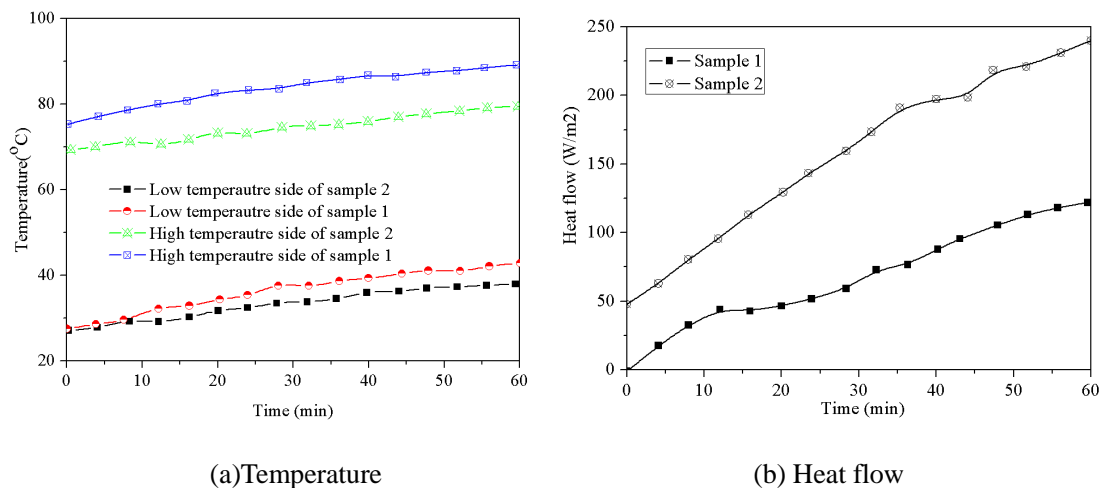 100
80
60
40
20
Temperature(°C)
Low temperautre side of sample 2
Low temperautre side of sample 1
High temperautre side of sample 2
High temperautre side of sample 1
0 10 20 30 40 50 60
Time (min)
(a)Temperature
250
200
150
100
50
0
Heat flow (W/m2)
Sample 1
Sample 2
0 10 20 30 40 50 60
Time (min)
(b) Heat flow